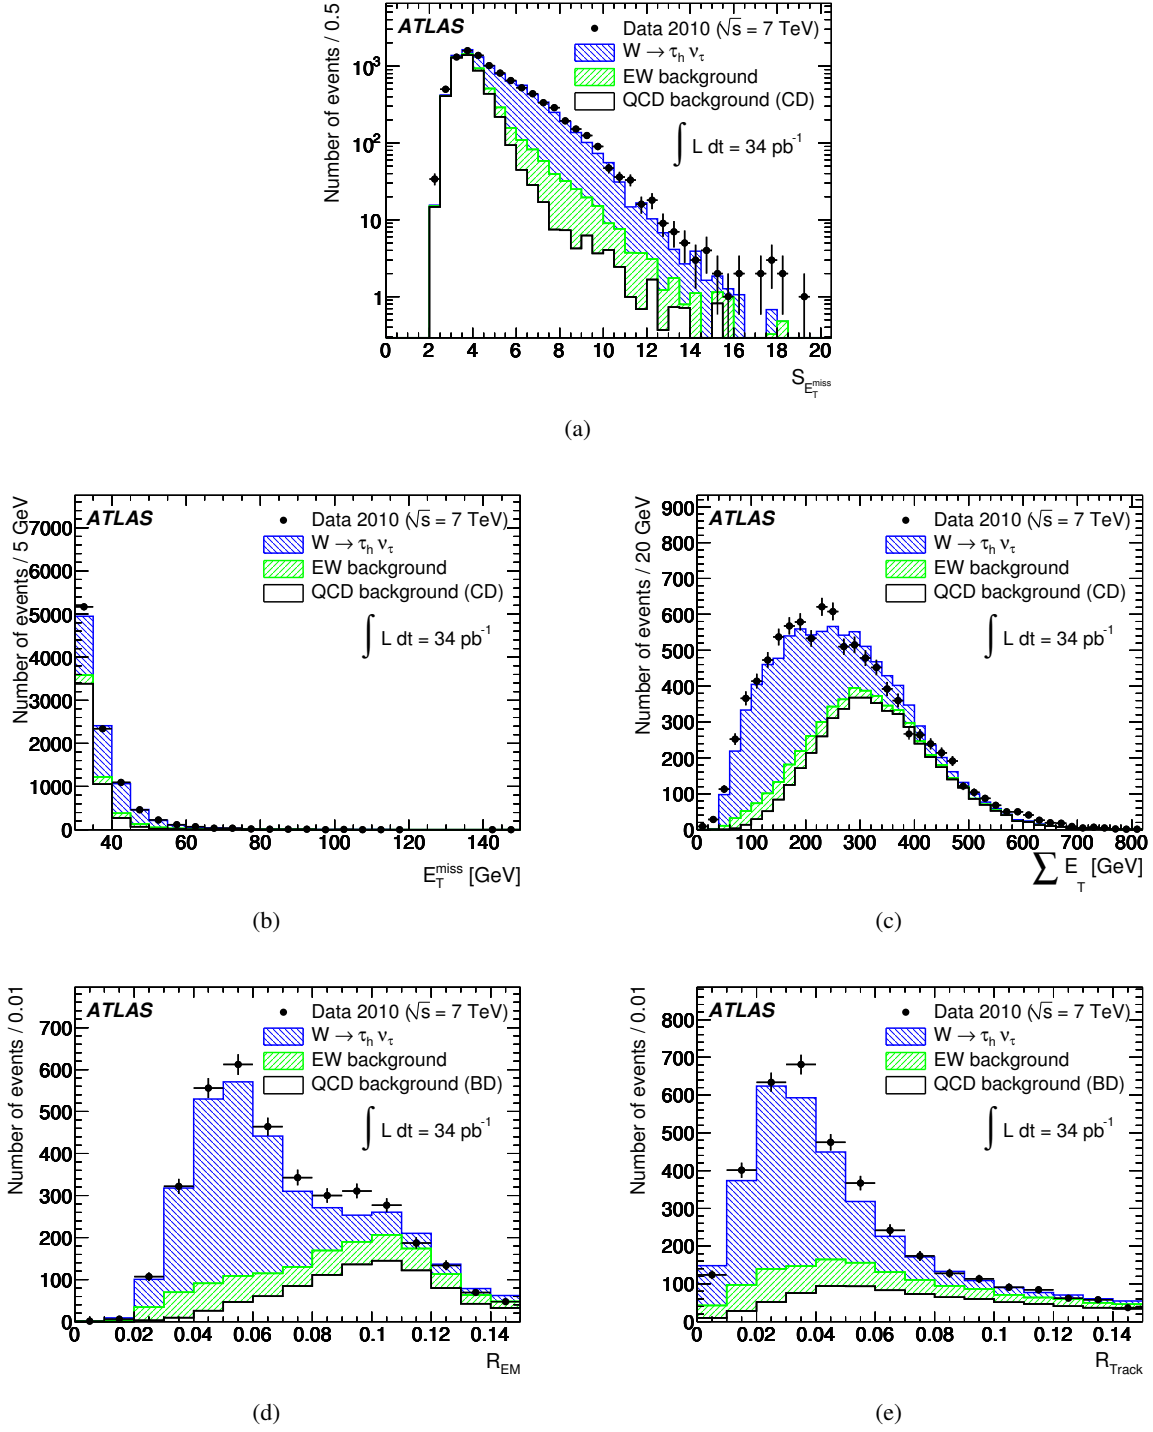 Number of events / 0.5
ATLAS
Data 2010 (√s = 7 TeV)
W → τh ντ
EW background
QCD background (CD)
∫ L dt = 34 pb-1
10³
10²
10
1
0 2 4 6 8 10 12 14 16 18 20
S E_T^miss
(a)
Number of events / 5 GeV
ATLAS
Data 2010 (√s = 7 TeV)
W → τh ντ
EW background
QCD background (CD)
∫ L dt = 34 pb-1
7000
6000
5000
4000
3000
2000
1000
0
40 60 80 100 120 140
E_T^miss [GeV]
(b)
Number of events / 20 GeV
ATLAS
Data 2010 (√s = 7 TeV)
W → τh ντ
EW background
QCD background (CD)
∫ L dt = 34 pb-1
900
800
700
600
500
400
300
200
100
0
0 100 200 300 400 500 600 700 800
∑ E_T [GeV]
(c)
Number of events / 0.01
ATLAS
Data 2010 (√s = 7 TeV)
W → τh ντ
EW background
QCD background (BD)
∫ L dt = 34 pb-1
700
600
500
400
300
200
100
0
0 0.02 0.04 0.06 0.08 0.1 0.12 0.14
R_EM
(d)
Number of events / 0.01
ATLAS
Data 2010 (√s = 7 TeV)
W → τh ντ
EW background
QCD background (BD)
∫ L dt = 34 pb-1
800
700
600
500
400
300
200
100
0
0 0.02 0.04 0.06 0.08 0.1 0.12 0.14
R_Track
(e)